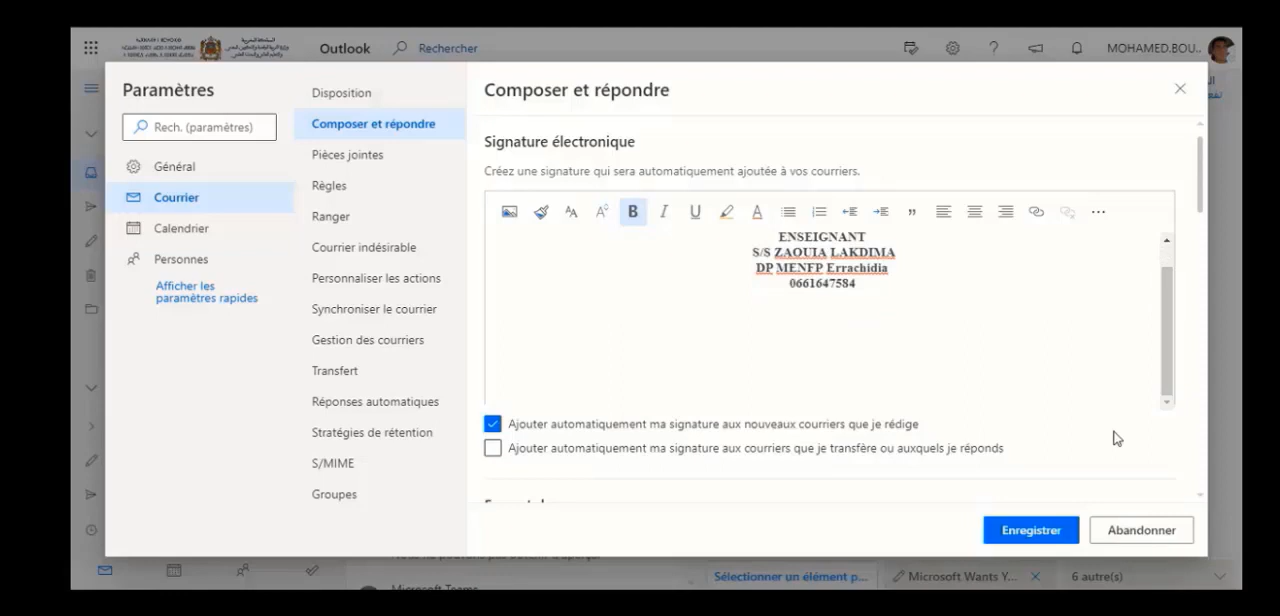 Outlook
Rechercher
MOHAMED.BOU..
Paramètres
Rech. (paramètres)
Général
Courrier
Calendrier
Personnes
Afficher les
paramètres rapides
Disposition
Composer et répondre
Pièces jointes
Règles
Ranger
Courrier indésirable
Personnaliser les actions
Synchroniser le courrier
Gestion des courriers
Transfert
Réponses automatiques
Stratégies de rétention
S/MIME
Groupes
Composer et répondre
Signature électronique
Créez une signature qui sera automatiquement ajoutée à vos courriers.
ENSEIGNANT
S/S ZAOUIA LAKDIMA
DP MENFP Errachidia
0661647584
Ajouter automatiquement ma signature aux nouveaux courriers que je rédige
Ajouter automatiquement ma signature aux courriers que je transfère ou auxquels je réponds
Enregistrer
Abandonner
Microsoft Teams
Sélectionner un élément p...
Microsoft Wants Y...
6 autre(s)